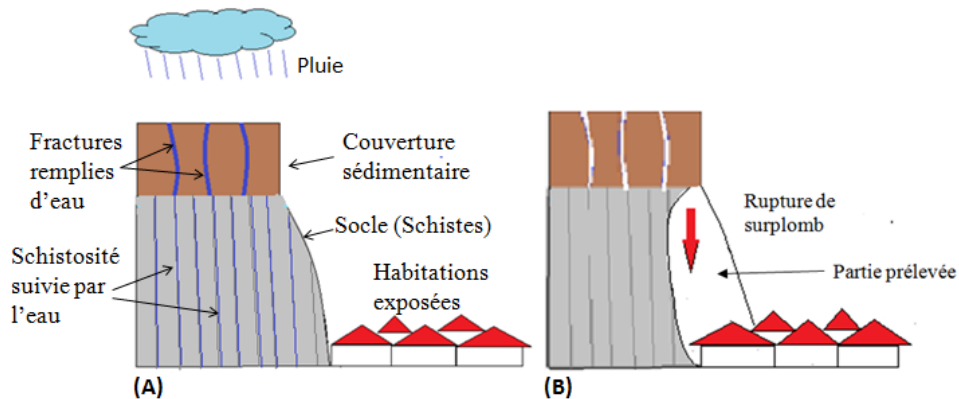 Pluie
Fractures
remplies
d’eau
Couverture
sédimentaire
Socle (Schistes)
Schistosité
suivie par
l’eau
Habitations
exposées
(A)
Rupture de
surplomb
Partie prélevée
(B)